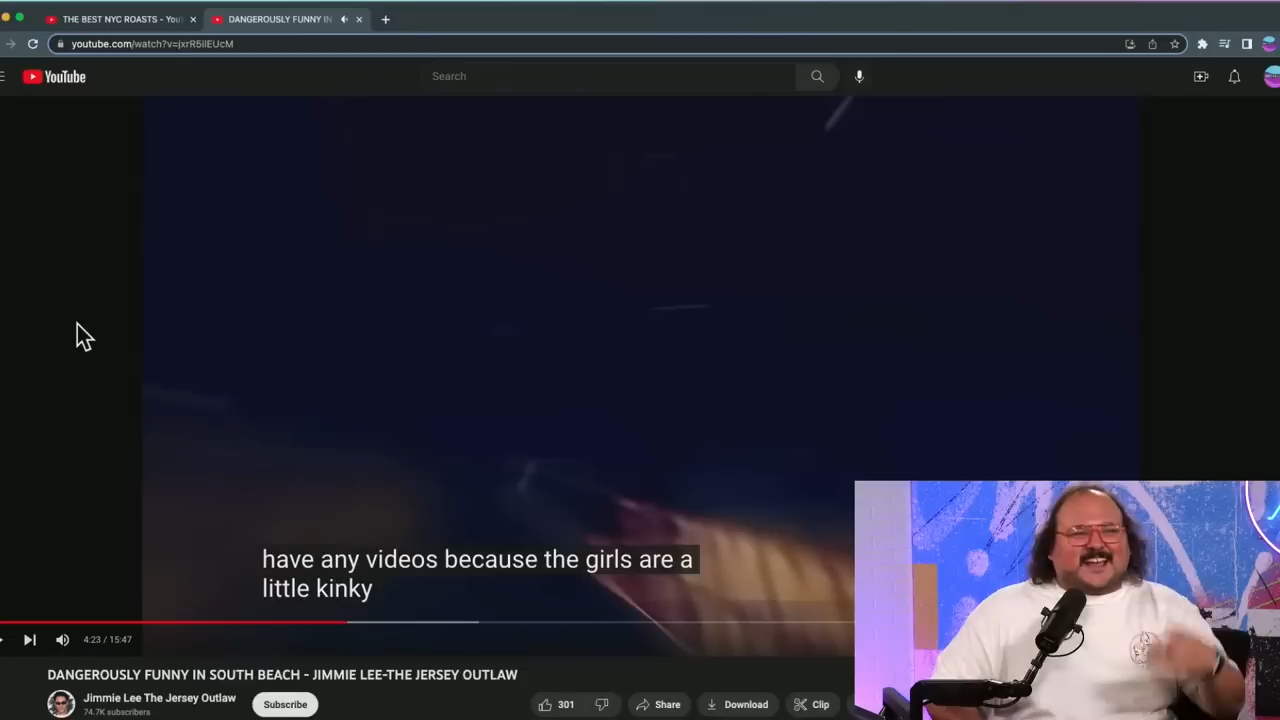 THE BEST NYC ROASTS - You
DANGEROUSLY FUNNY IN
youtube.com/watch?v=jxrR5iIEUcM
YouTube
Search
have any videos because the girls are a
little kinky
4:23 / 15:47
DANGEROUSLY FUNNY IN SOUTH BEACH - JIMMIE LEE-THE JERSEY OUTLAW
Jimmie Lee The Jersey Outlaw
74.7K subscribers
Subscribe
301
Share
Download
Clip